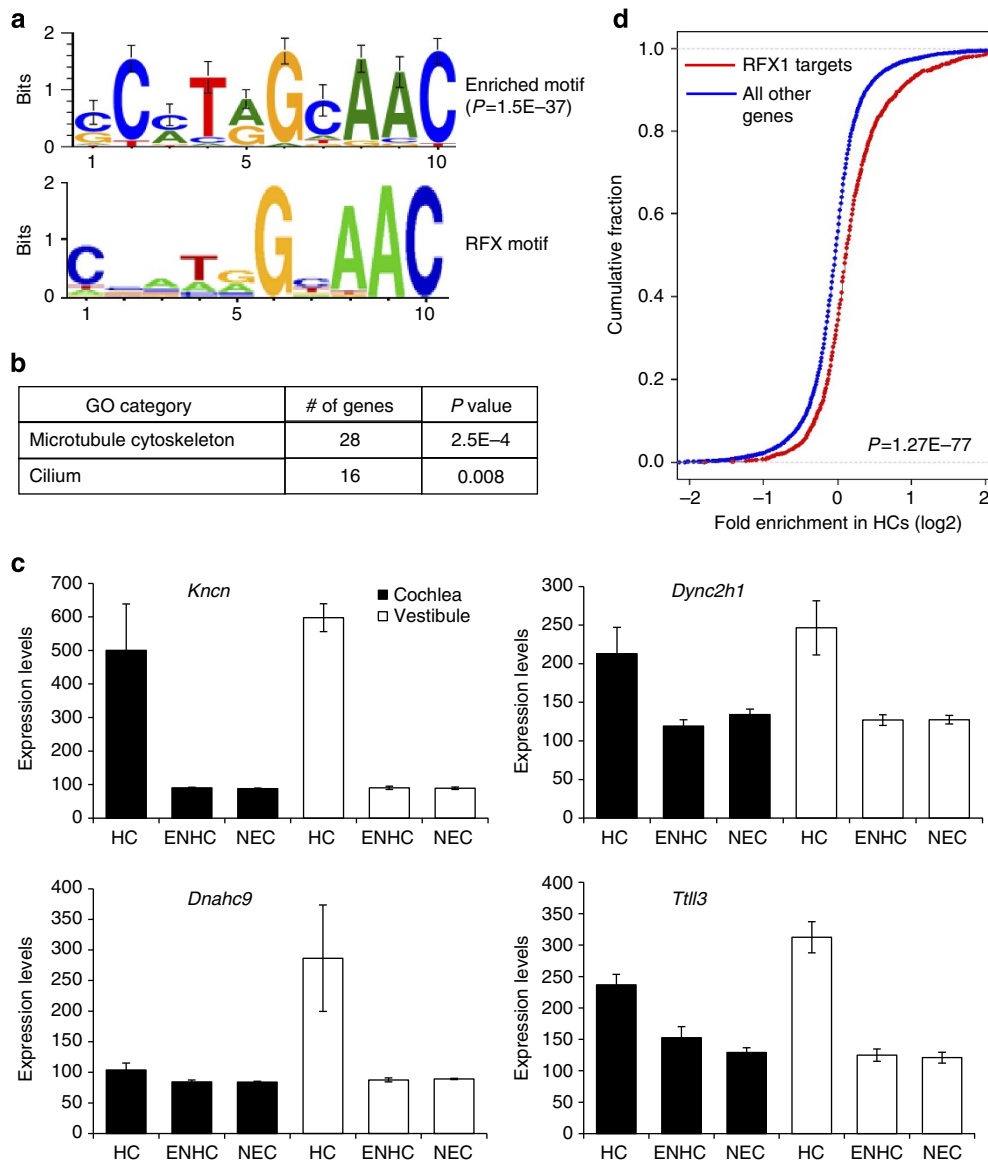 a
2
1
0
Bits
1
5
10
Enriched motif
(P=1.5E–37)
2
1
0
Bits
1
5
10
RFX motif
b
GO category # of genes P value
Microtubule cytoskeleton 28 2.5E–4
Cilium 16 0.008
d
RFX1 targets
All other
genes
1.0
0.8
0.6
0.4
0.2
0.0
Cumulative fraction
P=1.27E–77
–2 –1 0 1 2
Fold enrichment in HCs (log2)
c
Kncn
Cochlea
Vestibule
700
600
500
400
300
200
100
0
Expression levels
HC ENHC NEC HC ENHC NEC
Dync2h1
300
250
200
150
100
50
0
Expression levels
HC ENHC NEC HC ENHC NEC
Dnahc9
400
350
300
250
200
150
100
50
0
Expression levels
HC ENHC NEC HC ENHC NEC
Ttll3
400
350
300
250
200
150
100
50
0
Expression levels
HC ENHC NEC HC ENHC NEC